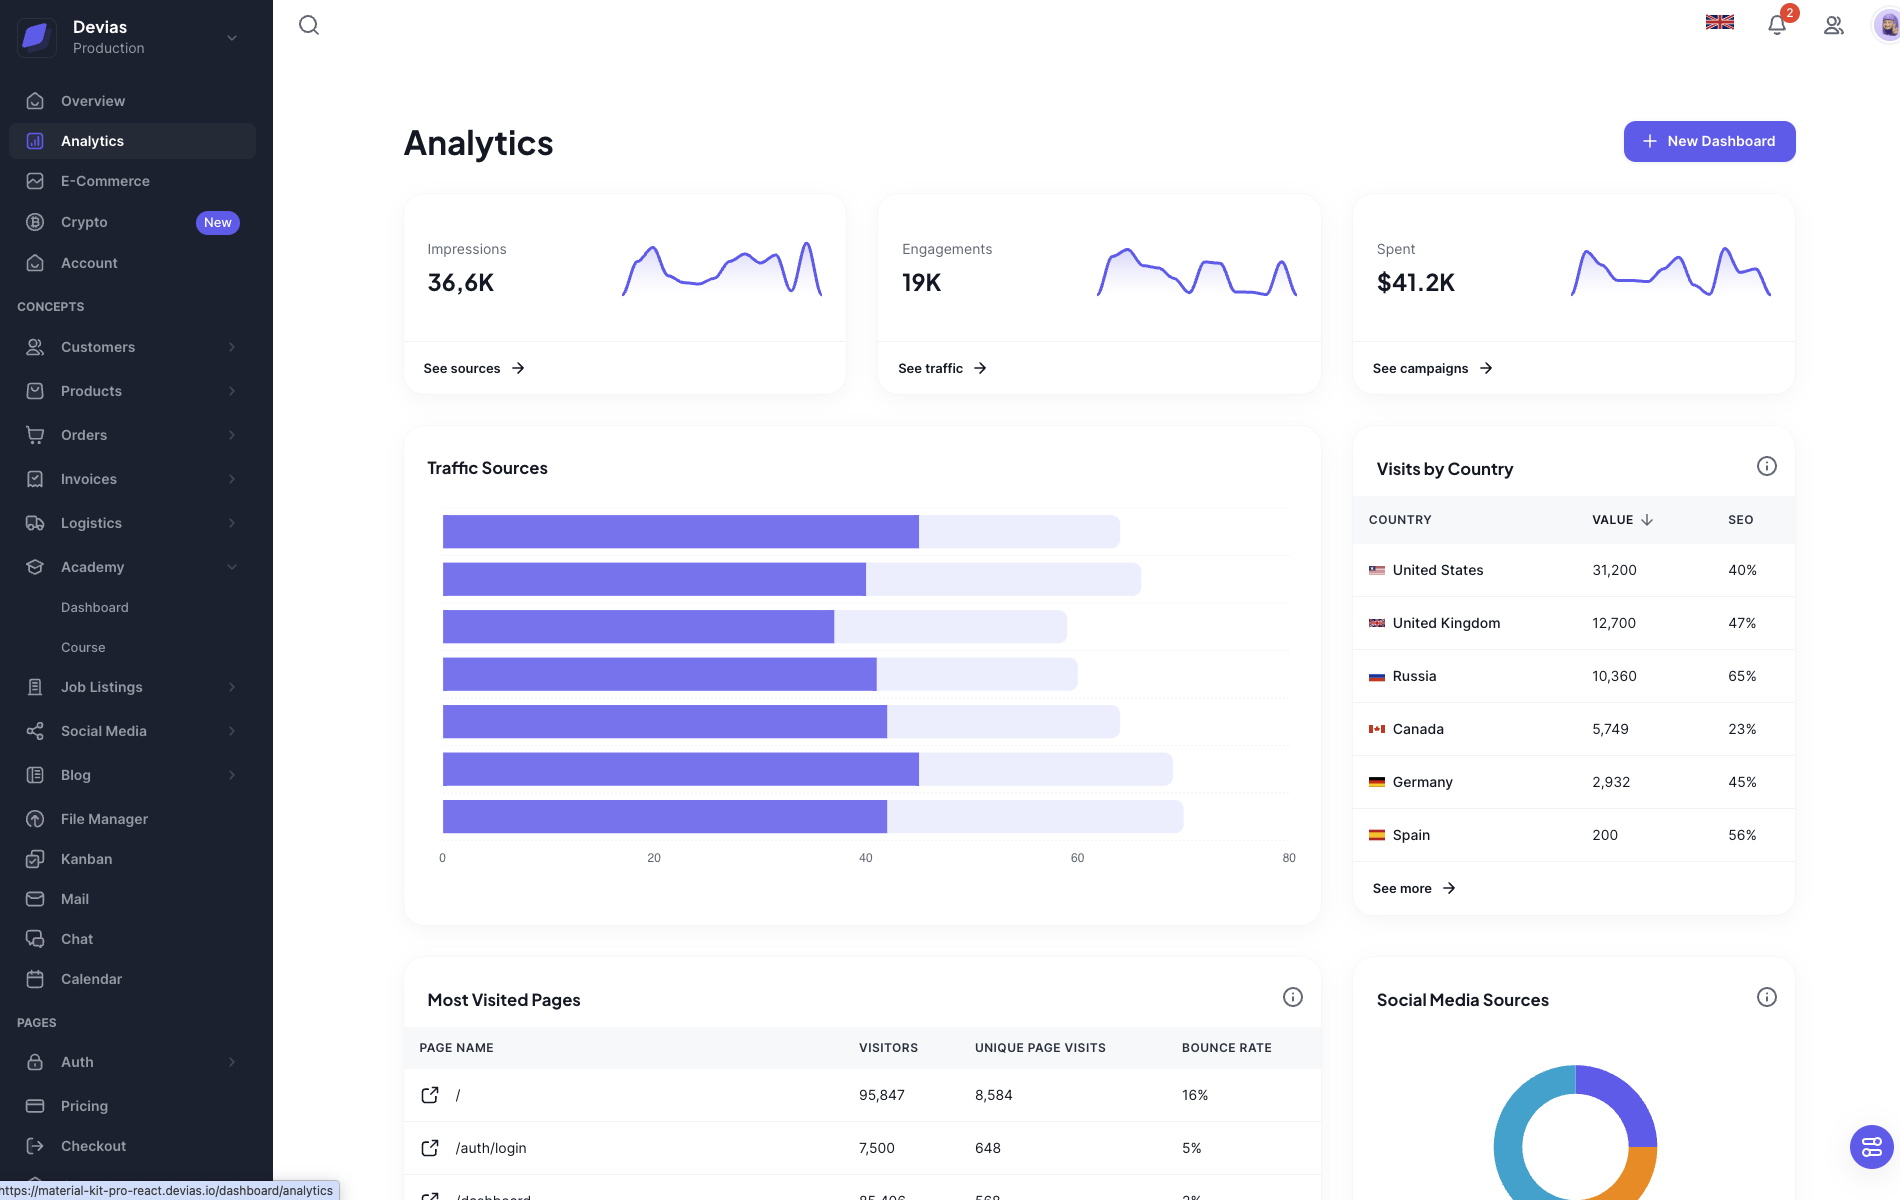 Devias
Production
Overview
Analytics
E-Commerce
Crypto New
Account
CONCEPTS
Customers
Products
Orders
Invoices
Logistics
Academy
Dashboard
Course
Job Listings
Social Media
Blog
File Manager
Kanban
Mail
Chat
Calendar
PAGES
Auth
Pricing
Checkout
https://material-kit-pro-react.devias.io/dashboard/analytics
2
Analytics
New Dashboard
Impressions
36,6K
See sources
Engagements
19K
See traffic
Spent
$41.2K
See campaigns
Traffic Sources
0 20 40 60 80
Visits by Country
COUNTRY VALUE SEO
United States 31,200 40%
United Kingdom 12,700 47%
Russia 10,360 65%
Canada 5,749 23%
Germany 2,932 45%
Spain 200 56%
See more
Most Visited Pages
PAGE NAME VISITORS UNIQUE PAGE VISITS BOUNCE RATE
/ 95,847 8,584 16%
/auth/login 7,500 648 5%
/dashboard 85,406 568 2%
Social Media Sources